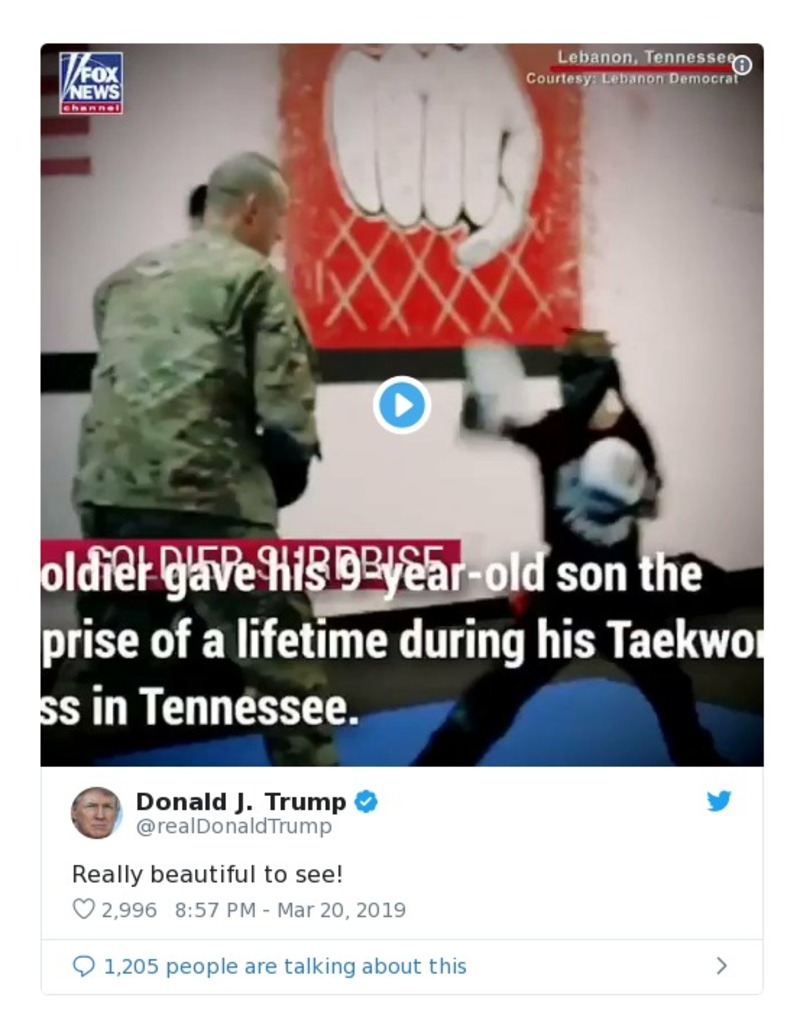 FOX
NEWS
channel
Lebanon, Tennessee
Courtesy: Lebanon Democrat
SOLDIER SURPRISE
oldier gave his 9-year-old son the
prise of a lifetime during his Taekwo
ss in Tennessee.
Donald J. Trump
@realDonaldTrump
Really beautiful to see!
2,996 8:57 PM - Mar 20, 2019
1,205 people are talking about this